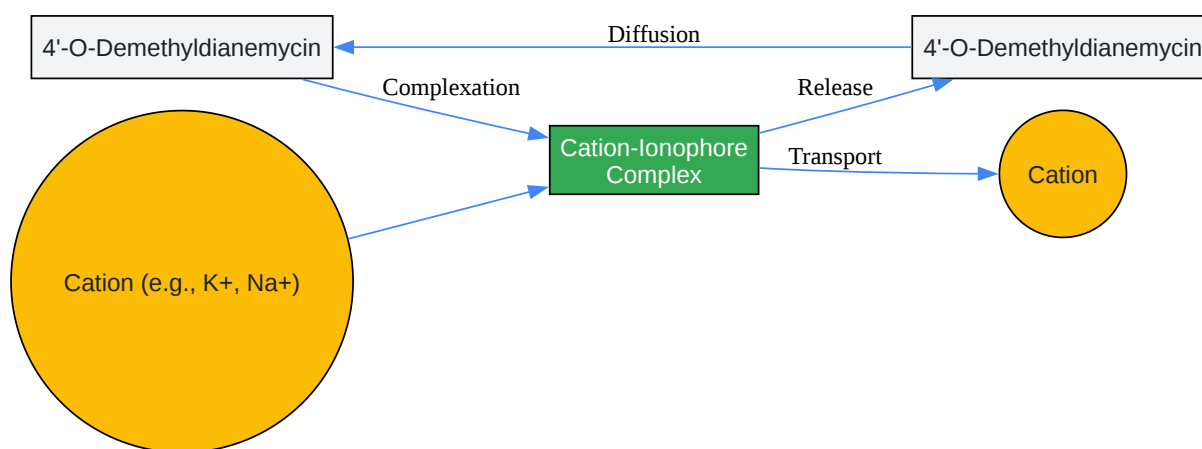 4'-O-Demethyldianemycin
Diffusion
4'-O-Demethyldianemycin
Complexation
Release
Cation-Ionophore
Complex
Transport
Cation
Cation (e.g., K+, Na+)